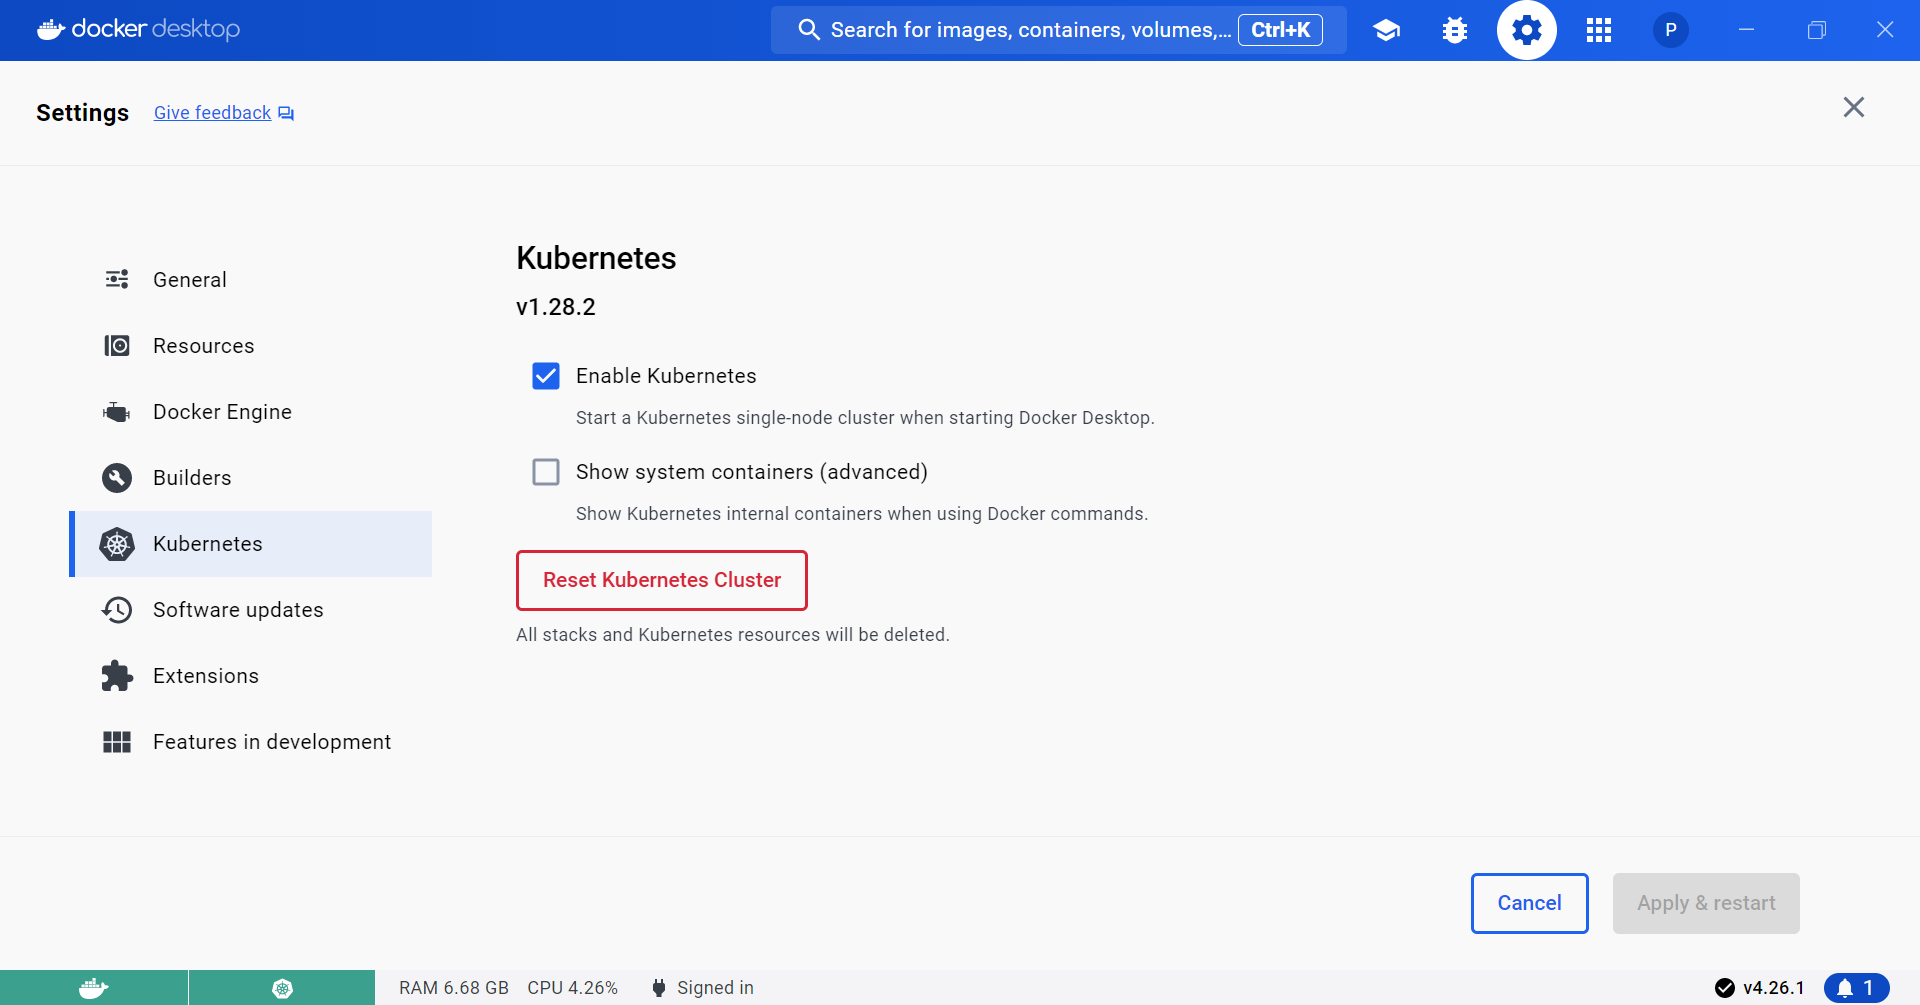 docker desktop
Search for images, containers, volumes,... Ctrl+K
P
Settings Give feedback
General
Resources
Docker Engine
Builders
Kubernetes
Software updates
Extensions
Features in development
Kubernetes
v1.28.2
Enable Kubernetes
Start a Kubernetes single-node cluster when starting Docker Desktop.
Show system containers (advanced)
Show Kubernetes internal containers when using Docker commands.
Reset Kubernetes Cluster
All stacks and Kubernetes resources will be deleted.
Cancel Apply & restart
RAM 6.68 GB CPU 4.26% Signed in v4.26.1 1